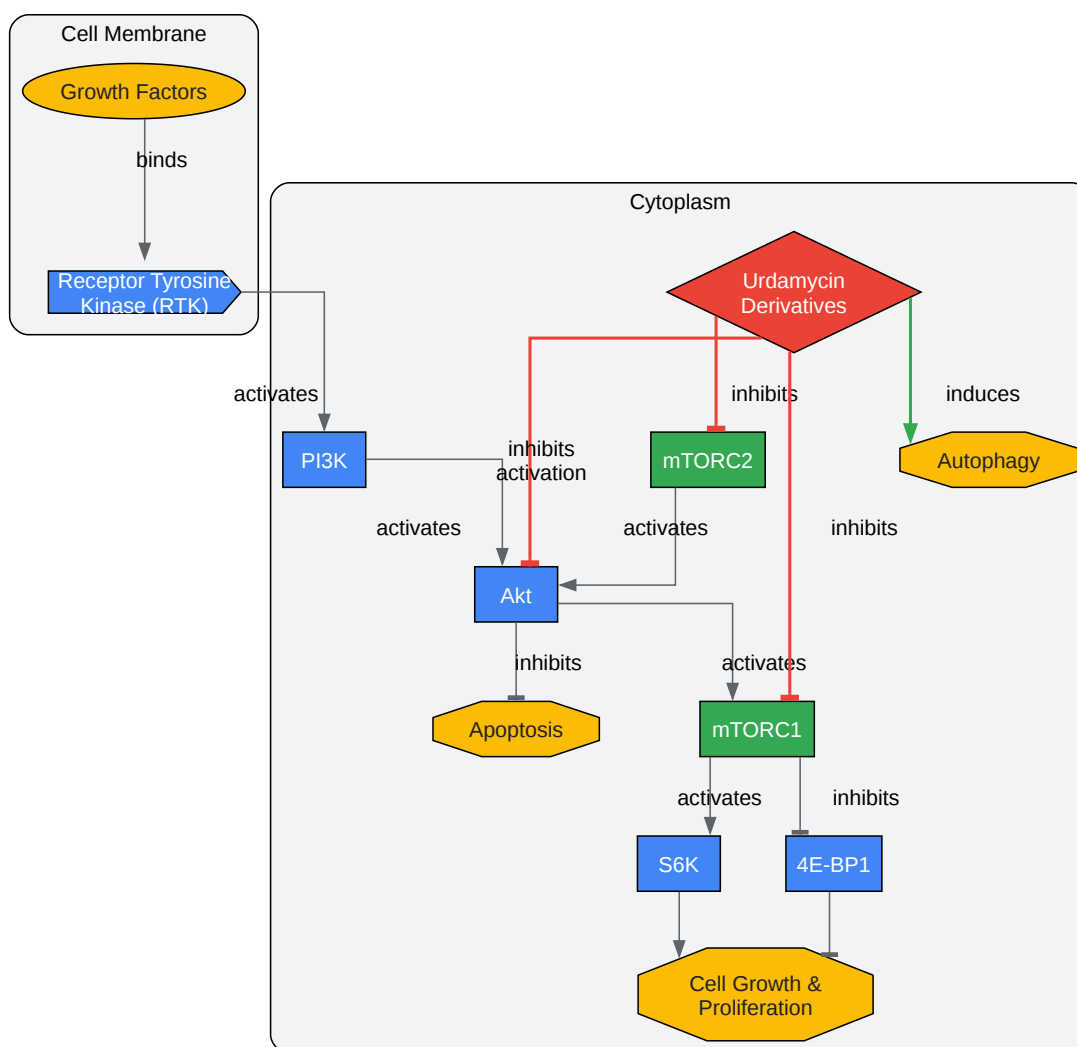 Cell Membrane
Growth Factors
binds
Cytoplasm
Receptor Tyrosine
Kinase (RTK)
Urdamycin
Derivatives
activates
inhibits
induces
PI3K
inhibits
activation
mTORC2
Autophagy
activates
activates
inhibits
Akt
inhibits
activates
Apoptosis
mTORC1
activates
inhibits
S6K
4E-BP1
Cell Growth &
Proliferation